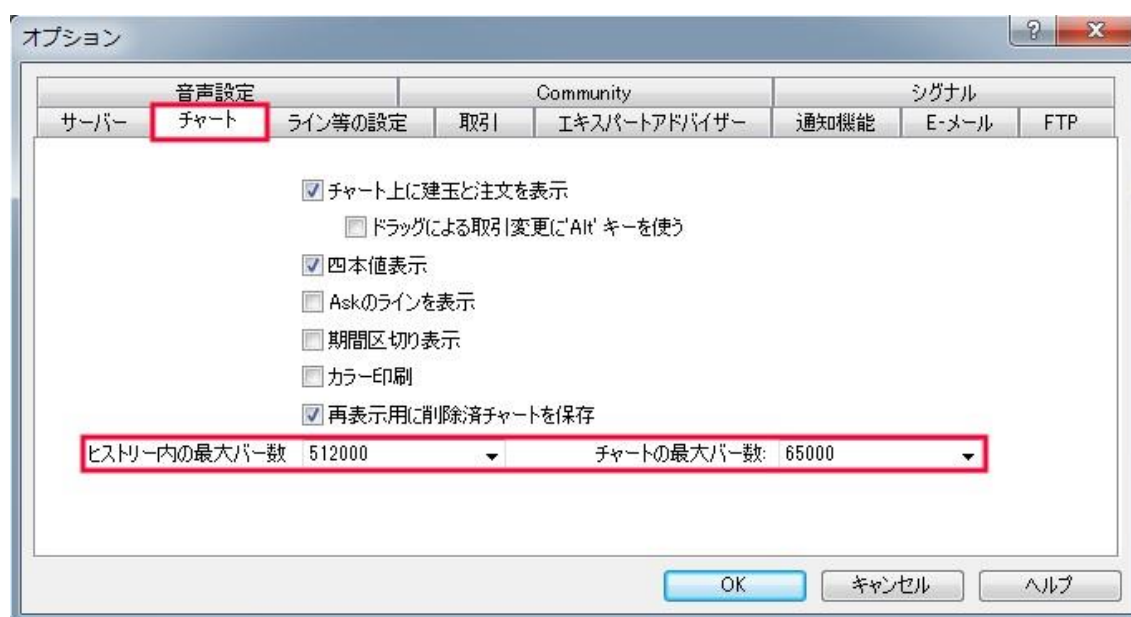 オプション
音声設定 Community シグナル
サーバー チャート ライン等の設定 取引 エキスパートアドバイザー 通知機能 E-メール FTP
チャート上に建玉と注文を表示
ドラッグによる取引変更に'Alt' キーを使う
四本値表示
Askのラインを表示
期間区切り表示
カラー印刷
再表示用に削除済チャートを保存
ヒストリー内の最大バー数 512000 チャートの最大バー数: 65000
OK キャンセル ヘルプ